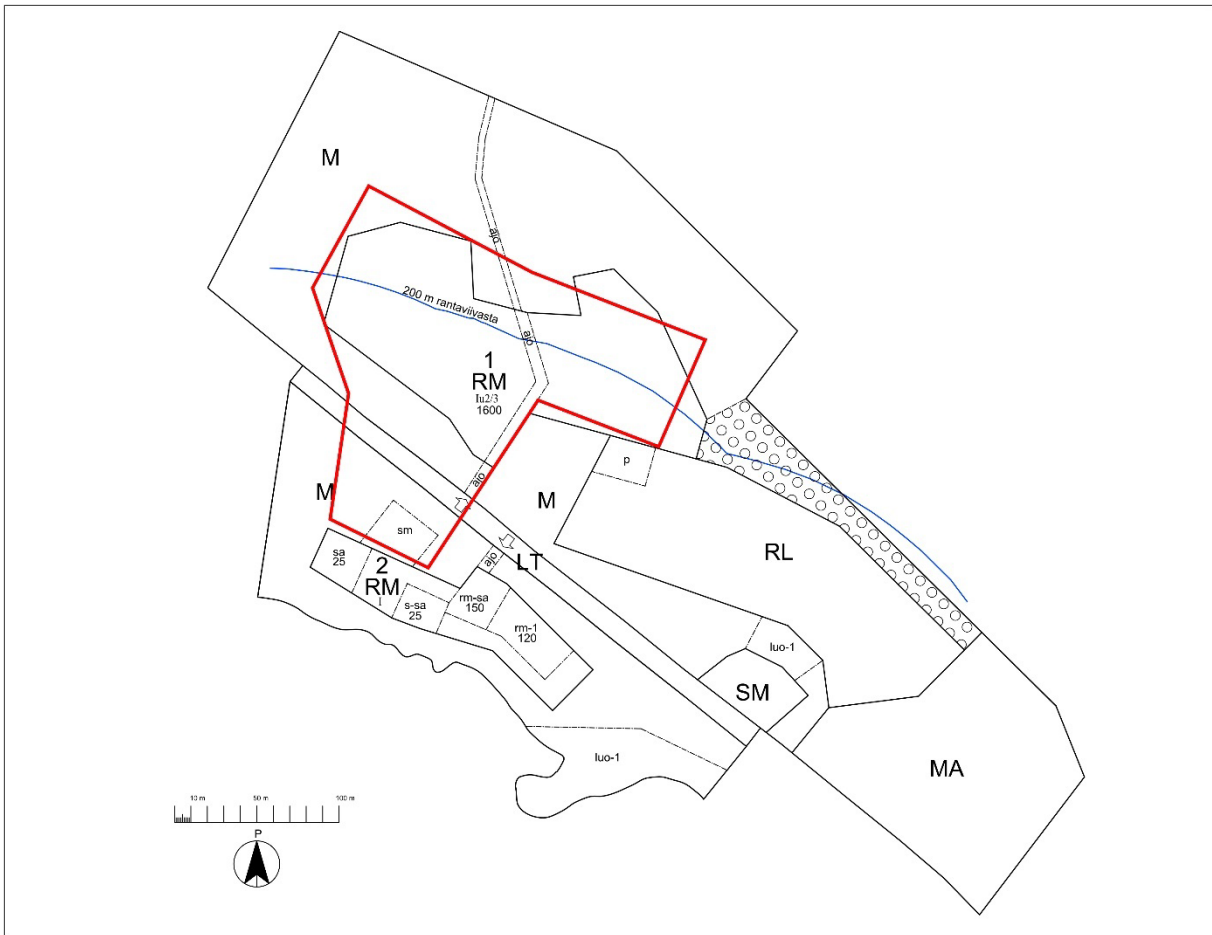 M
ajo
200 m rantaviivasta
ajo
1
RM
Iu2/3
1600
ajo
p
M
M
sm
sa
25
2
RM
I
s-sa
25
ajo
LT
rm-sa
150
rm-1
120
RL
luo-1
SM
luo-1
MA
10 m
50 m
100 m
P